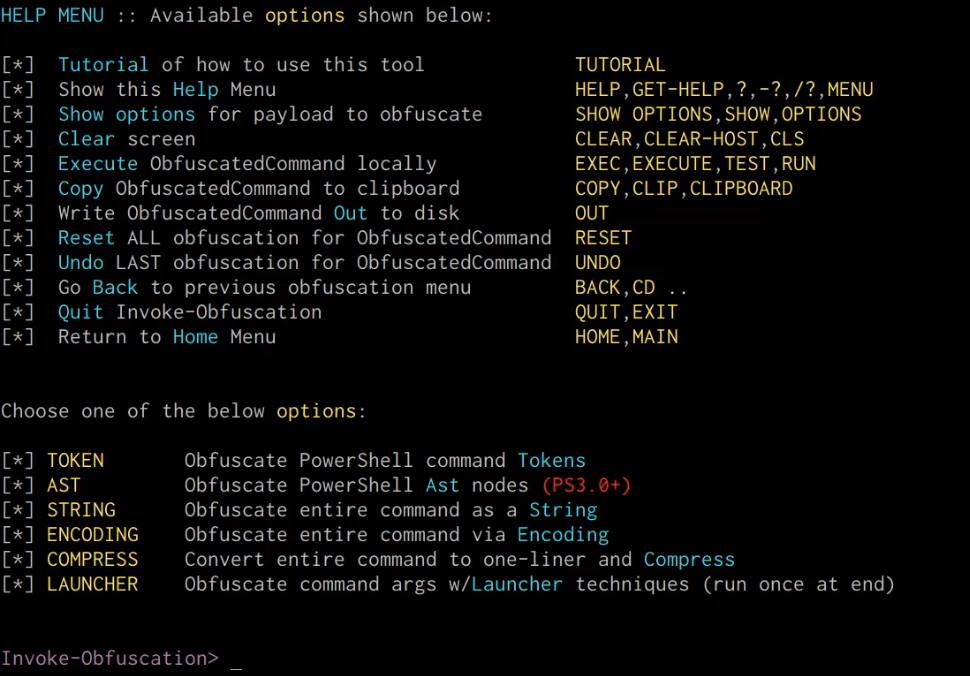 HELP MENU :: Available options shown below:
[*] Tutorial of how to use this tool TUTORIAL
[*] Show this Help Menu HELP,GET-HELP,?,-?,/?,MENU
[*] Show options for payload to obfuscate SHOW OPTIONS,SHOW,OPTIONS
[*] Clear screen CLEAR,CLEAR-HOST,CLS
[*] Execute ObfuscatedCommand locally EXEC,EXECUTE,TEST,RUN
[*] Copy ObfuscatedCommand to clipboard COPY,CLIP,CLIPBOARD
[*] Write ObfuscatedCommand Out to disk OUT
[*] Reset ALL obfuscation for ObfuscatedCommand RESET
[*] Undo LAST obfuscation for ObfuscatedCommand UNDO
[*] Go Back to previous obfuscation menu BACK,CD ..
[*] Quit Invoke-Obfuscation QUIT,EXIT
[*] Return to Home Menu HOME,MAIN
Choose one of the below options:
[*] TOKEN Obfuscate PowerShell command Tokens
[*] AST Obfuscate PowerShell Ast nodes (PS3.0+)
[*] STRING Obfuscate entire command as a String
[*] ENCODING Obfuscate entire command via Encoding
[*] COMPRESS Convert entire command to one-liner and Compress
[*] LAUNCHER Obfuscate command args w/Launcher techniques (run once at end)
Invoke-Obfuscation> _